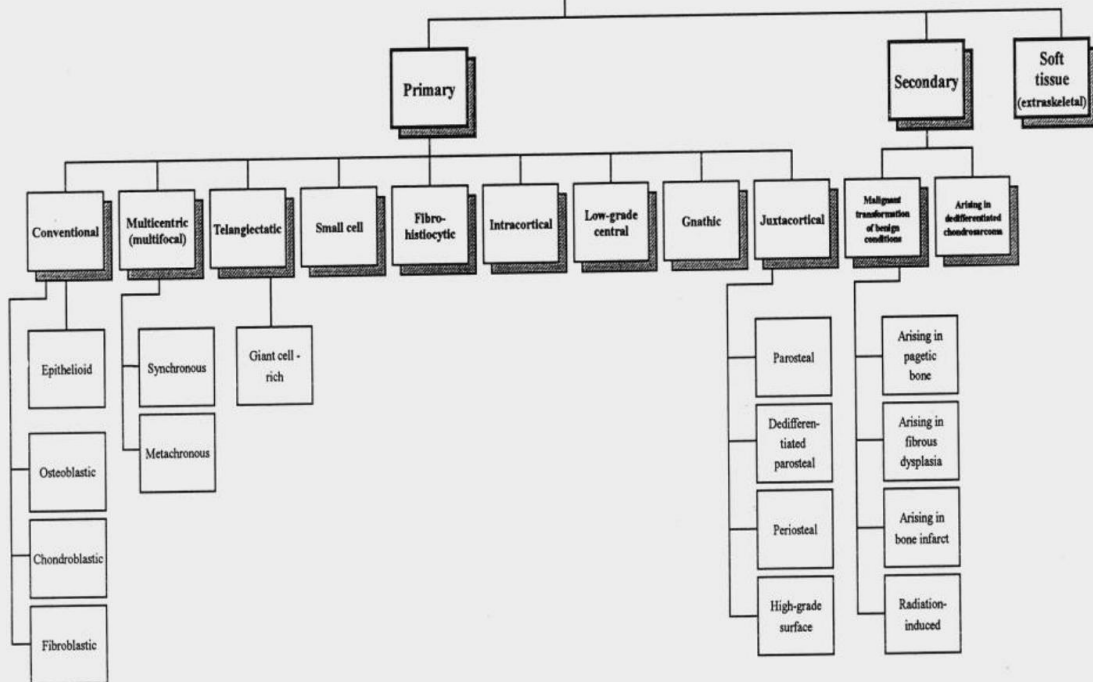 Primary
Secondary
Soft
tissue
(extraskeletal)
Conventional
Multicentric
(multifocal)
Telangiectatic
Small cell
Fibro-
histiocytic
Intracortical
Low-grade
central
Gnathic
Juxtacortical
Malignant
transformation
of benign
conditions
Arising in
dedifferentiated
chondrosarcoma
Epithelioid
Osteoblastic
Chondroblastic
Fibroblastic
Synchronous
Metachronous
Giant cell -
rich
Parosteal
Dedifferen-
tiated
parosteal
Periosteal
High-grade
surface
Arising in
pagetic
bone
Arising in
fibrous
dysplasia
Arising in
bone infarct
Radiation-
induced